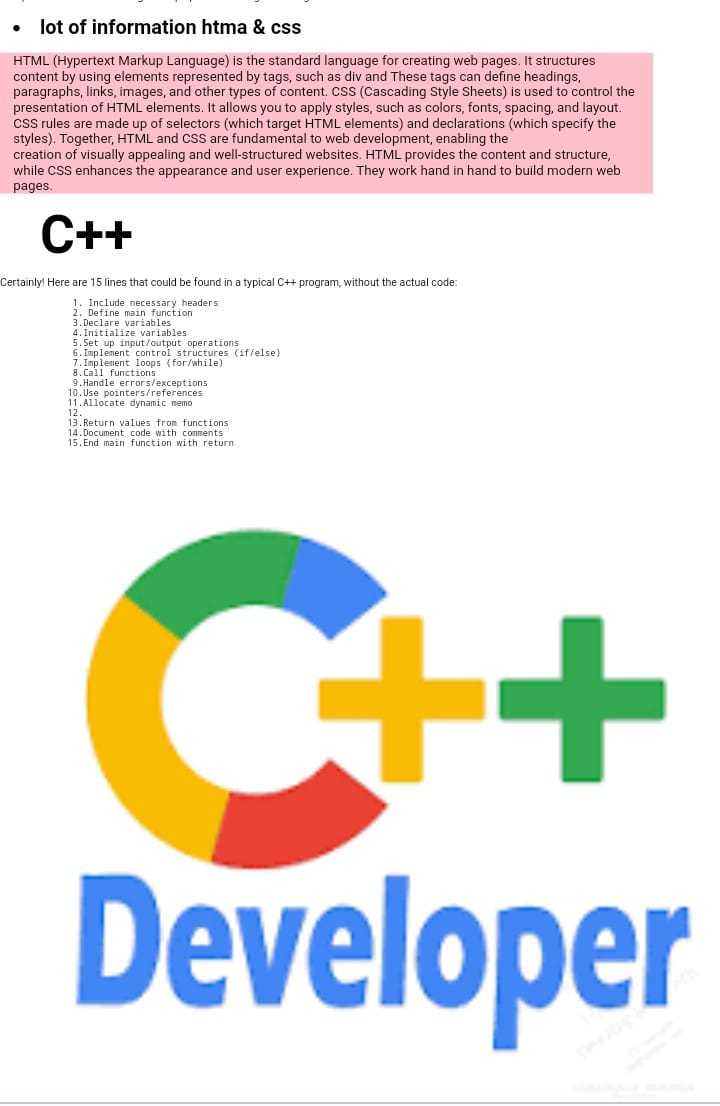 lot of information htma & css
HTML (Hypertext Markup Language) is the standard language for creating web pages. It structures
content by using elements represented by tags, such as div and These tags can define headings,
paragraphs, links, images, and other types of content. CSS (Cascading Style Sheets) is used to control the
presentation of HTML elements. It allows you to apply styles, such as colors, fonts, spacing, and layout.
CSS rules are made up of selectors (which target HTML elements) and declarations (which specify the
styles). Together, HTML and CSS are fundamental to web development, enabling the
creation of visually appealing and well-structured websites. HTML provides the content and structure,
while CSS enhances the appearance and user experience. They work hand in hand to build modern web
pages.
C++
Certainly! Here are 15 lines that could be found in a typical C++ program, without the actual code:
1. Include necessary headers
2. Define main function
3.Declare variables
4.Initialize variables
5.Set up input/output operations
6.Implement control structures (if/else)
7.Implement loops (for/while)
8.Call functions
9.Handle errors/exceptions
10.Use pointers/references
11.Allocate dynamic memo
12.
13.Return values from functions
14.Document code with comments
15.End main function with return
C++
Developer